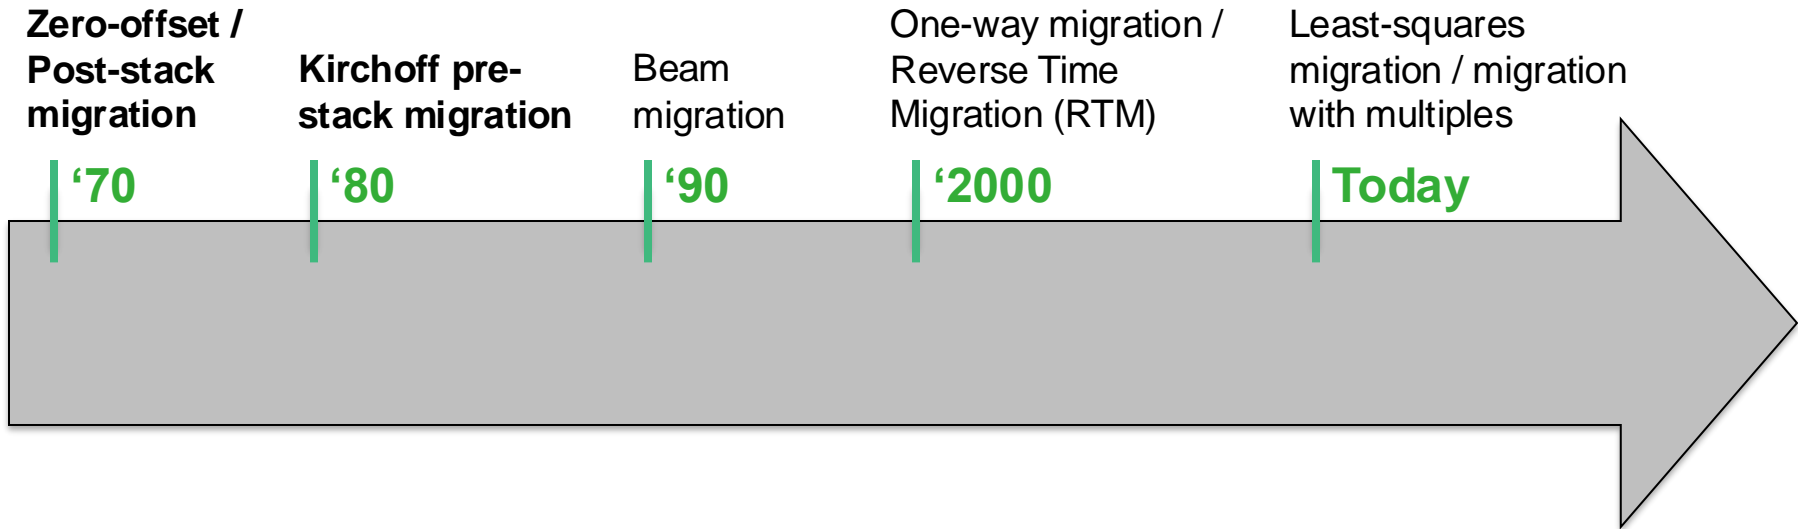 Zero-offset /
Post-stack
migration
Kirchoff pre-
stack migration
Beam
migration
One-way migration /
Reverse Time
Migration (RTM)
Least-squares
migration / migration
with multiples
‘70
‘80
‘90
‘2000
Today